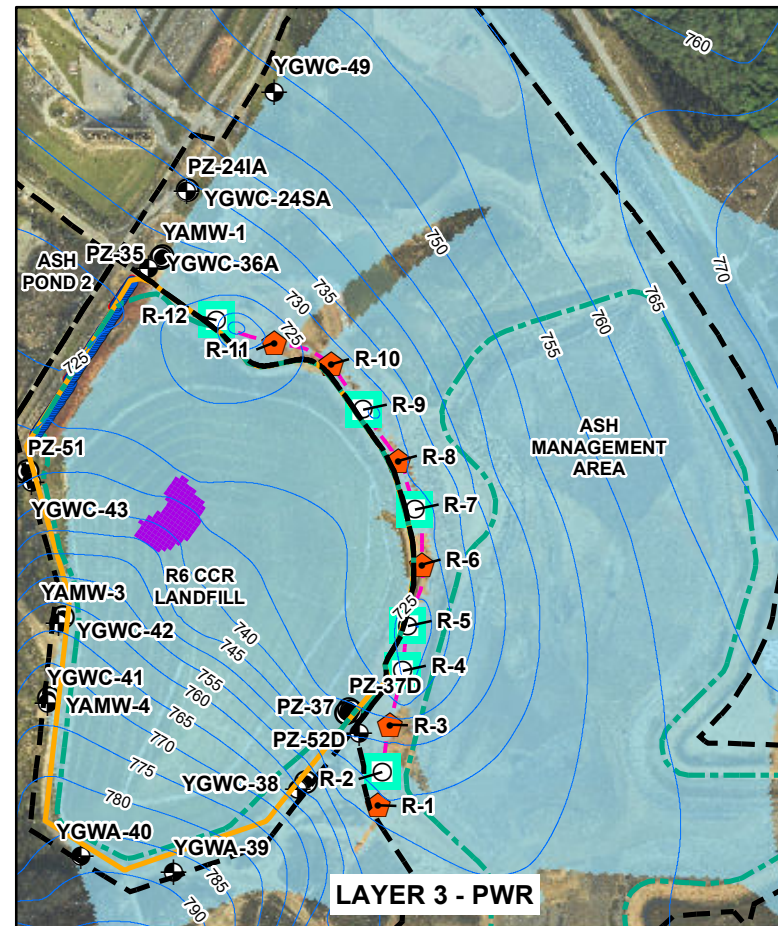 760
YGWC-49
PZ-24IA
YGWC-24SA
YAMW-1
PZ-35
YGWC-36A
ASH
POND 2
750
770
765
760
755
735
730
725
R-12
R-11
R-10
725
R-9
ASH
MANAGEMENT
AREA
R-8
PZ-51
R-7
YGWC-43
R-6
R6 CCR
LANDFILL
YAMW-3
YGWC-42
725
R-5
740
745
R-4
YGWC-41
YAMW-4
755
760
765
770
775
PZ-37D
PZ-37
R-3
PZ-52D
YGWC-38
R-2
R-1
780
YGWA-40
YGWA-39
785
790
LAYER 3 - PWR